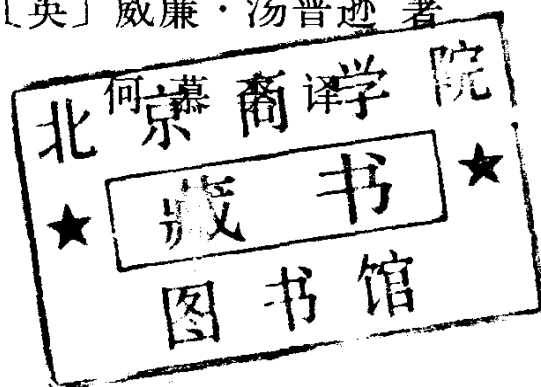 〔英〕威廉·汤普逊 著
何慕李译
北京商学院
★ 藏书 ★
图书馆